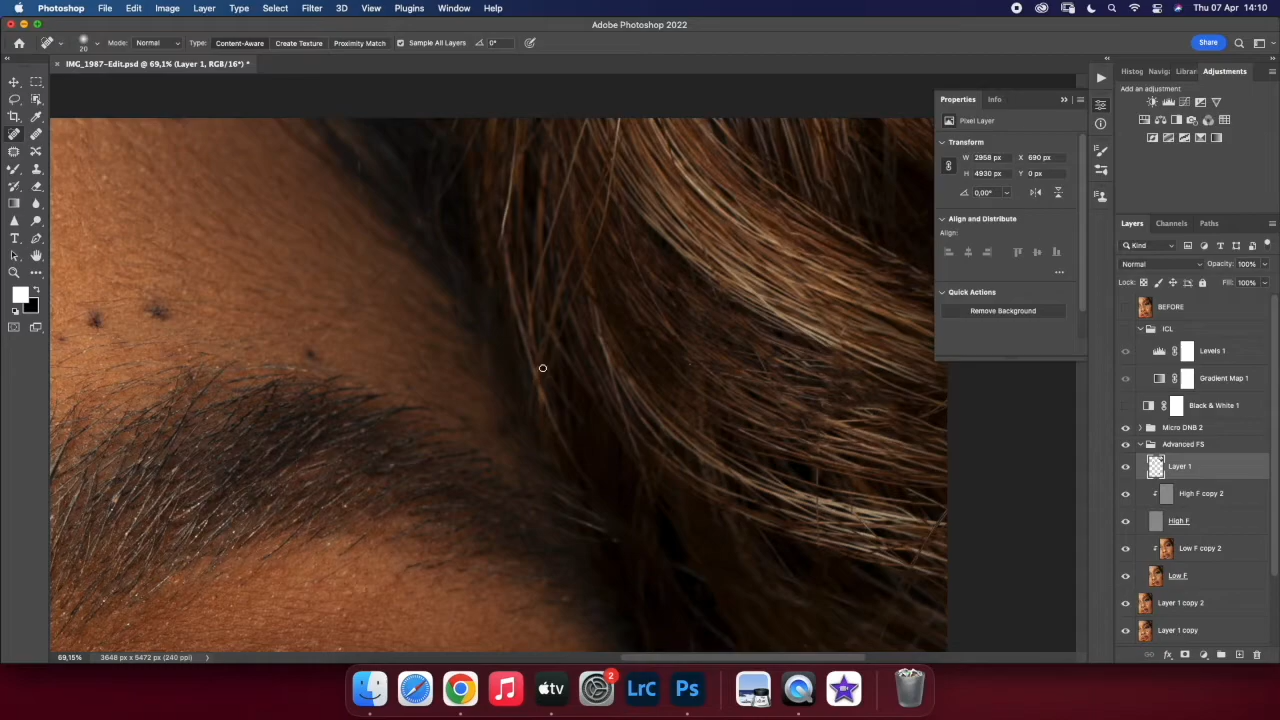 Photoshop File Edit Image Layer Type Select Filter 3D View Plugins Window Help Thu 07 Apr 14:10
Adobe Photoshop 2022
20 Mode: Normal Type: Content-Aware Create Texture Proximity Match Sample All Layers 0° Share
IMG_1987-Edit.psd @ 69,1% (Layer 1, RGB/16*) *
Histog Navig Librar Adjustments
Add an adjustment
Properties Info
Pixel Layer
Transform
W 2958 px X 690 px
H 4930 px Y 0 px
0,00°
Align and Distribute
Align:
Quick Actions
Remove Background
Layers Channels Paths
Kind
Normal Opacity: 100%
Lock: Fill: 100%
BEFORE
ICL
Levels 1
Gradient Map 1
Black & White 1
Micro DNB 2
Advanced FS
Layer 1
High F copy 2
High F
Low F copy 2
Low F
Layer 1 copy 2
Layer 1 copy
69,15% 3648 px x 5472 px (240 ppi)
tv 2 LrC Ps